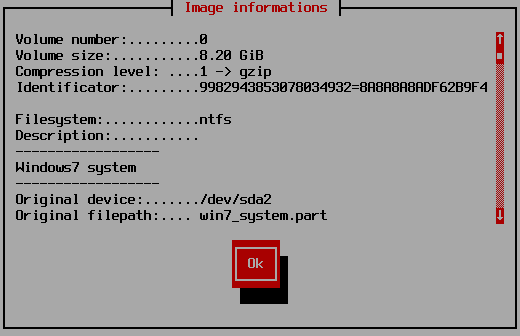 Image informations
Volume number:.........0
Volume size:...........8.20 GiB
Compression level: ....1 -> gzip
Identificator:.........9982943853078034932=8A8A8A8ADF62B9F4
Filesystem:............ntfs
Description:...........
------------------
Windows7 system
------------------
Original device:......./dev/sda2
Original filepath:.... win7_system.part
Ok